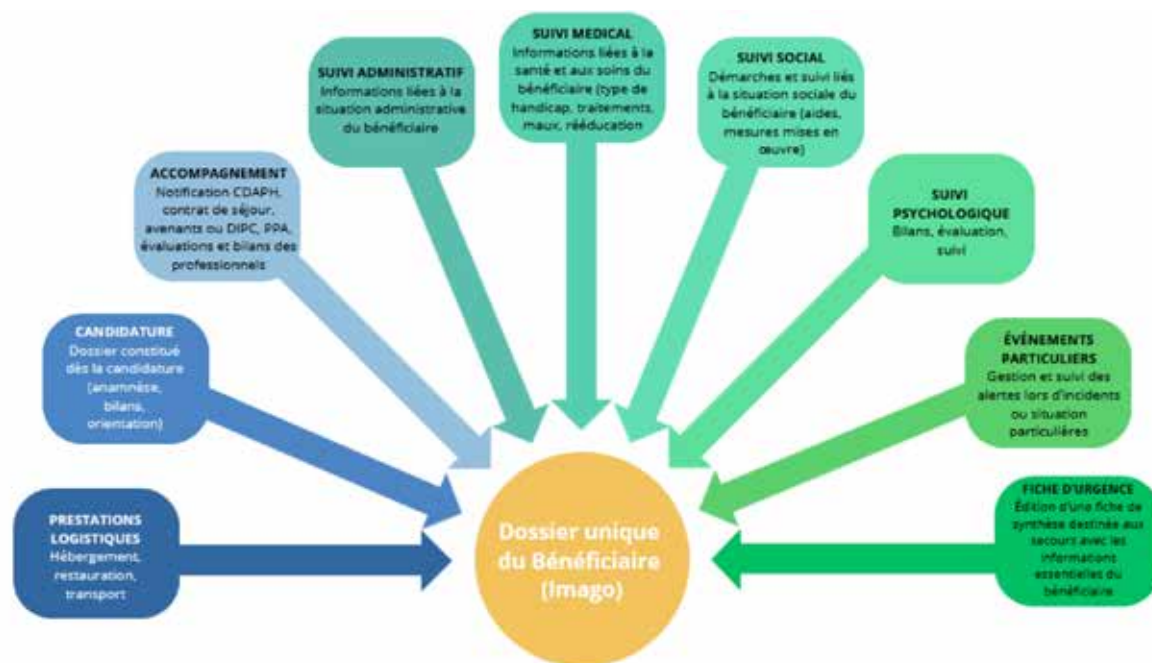 PRESTATIONS
LOGISTIQUES
Hébergement,
restauration,
transport
CANDIDATURE
Dossier constitué
dès la candidature
(anamnèse,
bilans,
orientation)
ACCOMPAGNEMENT
Notification CDAPH,
contrat de séjour,
avenants ou DIPC, PPA,
évaluations et bilans des
professionnels
SUIVI ADMINISTRATIF
Informations liées à la
situation administrative
du bénéficiaire
SUIVI MEDICAL
Informations liées à la
santé et aux soins du
bénéficiaire (type de
handicap, traitements,
maux, rééducation
SUIVI SOCIAL
Démarches et suivi liés
à la situation sociale du
bénéficiaire (aides,
mesures mises en
œuvre)
SUIVI
PSYCHOLOGIQUE
Bilans, évaluation,
suivi
ÉVÉNEMENTS
PARTICULIERS
Gestion et suivi des
alertes lors d'incidents
ou situation
particulières
FICHE D'URGENCE
Édition d'une fiche de
synthèse destinée aux
secours avec les
informations
essentielles du
bénéficiaire
Dossier unique
du Bénéficiaire
(Imago)